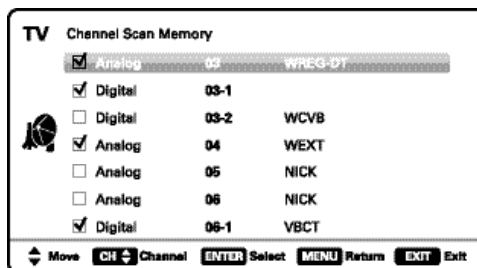 TV Channel Scan Memory
Analog 03 WREG-DT
Digital 03-1
Digital 03-2 WCVB
Analog 04 WEXT
Analog 05 NICK
Analog 06 NICK
Digital 06-1 VBCT
Move CH Channel ENTER Select MENU Return EXIT Exit